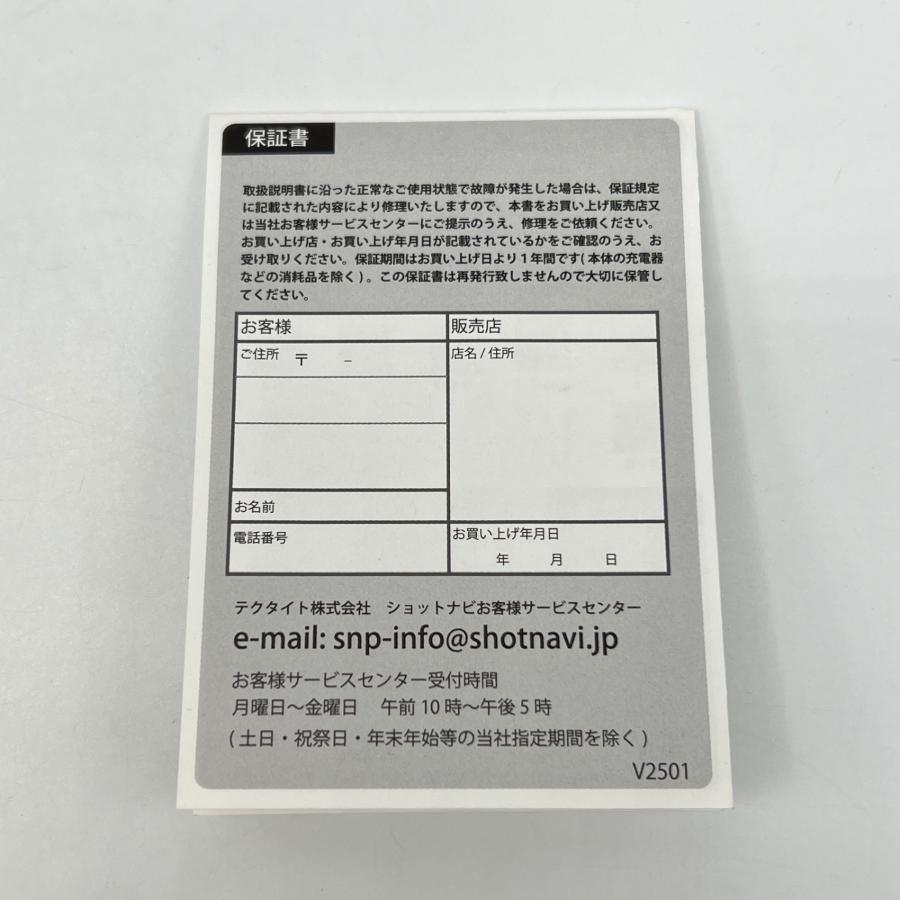 保証書
取扱説明書に沿った正常なご使用状態で故障が発生した場合は、保証規定
に記載された内容により修理いたしますので、本書をお買い上げ販売店又
は当社お客様サービスセンターにご提示のうえ、修理をご依頼ください。
お買い上げ店・お買い上げ年月日が記載されているかをご確認のうえ、お
受け取りください。保証期間はお買い上げ日より1年間です(本体の充電器
などの消耗品を除く)。この保証書は再発行致しませんので大切に保管し
てください。
お客様
販売店
ご住所 〒 －
店名 / 住所
お名前
電話番号
お買い上げ年月日
年 月 日
テクタイト株式会社 ショットナビお客様サービスセンター
e-mail: snp-info@shotnavi.jp
お客様サービスセンター受付時間
月曜日～金曜日 午前10時～午後5時
(土日・祝祭日・年末年始等の当社指定期間を除く)
V2501